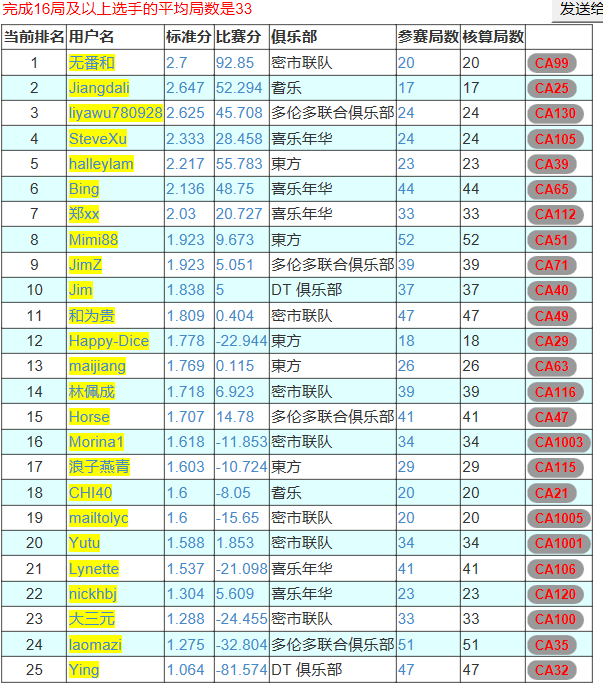 完成16局及以上选手的平均局数是33
发送给
当前排名 用户名 标准分 比赛分 俱乐部 参赛局数 核算局数
1 无番和 2.7 92.85 密市联队 20 20 CA99
2 Jiangdali 2.647 52.294 耆乐 17 17 CA25
3 liyawu780928 2.625 45.708 多伦多联合俱乐部 24 24 CA130
4 SteveXu 2.333 28.458 喜乐年华 24 24 CA105
5 halleylam 2.217 55.783 東方 23 23 CA39
6 Bing 2.136 48.75 喜乐年华 44 44 CA65
7 郑xx 2.03 20.727 喜乐年华 33 33 CA112
8 Mimi88 1.923 9.673 東方 52 52 CA51
9 JimZ 1.923 5.051 多伦多联合俱乐部 39 39 CA71
10 Jim 1.838 5 DT 俱乐部 37 37 CA40
11 和为贵 1.809 0.404 密市联队 47 47 CA49
12 Happy-Dice 1.778 -22.944 東方 18 18 CA29
13 maijiang 1.769 0.115 東方 26 26 CA63
14 林佩成 1.718 6.923 密市联队 39 39 CA116
15 Horse 1.707 14.78 多伦多联合俱乐部 41 41 CA47
16 Morina1 1.618 -11.853 密市联队 34 34 CA1003
17 浪子燕青 1.603 -10.724 東方 29 29 CA115
18 CHI40 1.6 -8.05 耆乐 20 20 CA21
19 mailtolyc 1.6 -15.65 密市联队 20 20 CA1005
20 Yutu 1.588 1.853 密市联队 34 34 CA1001
21 Lynette 1.537 -21.098 喜乐年华 41 41 CA106
22 nickhbj 1.304 5.609 喜乐年华 23 23 CA120
23 大三元 1.288 -24.455 密市联队 33 33 CA100
24 laomazi 1.275 -32.804 多伦多联合俱乐部 51 51 CA35
25 Ying 1.064 -81.574 DT 俱乐部 47 47 CA32